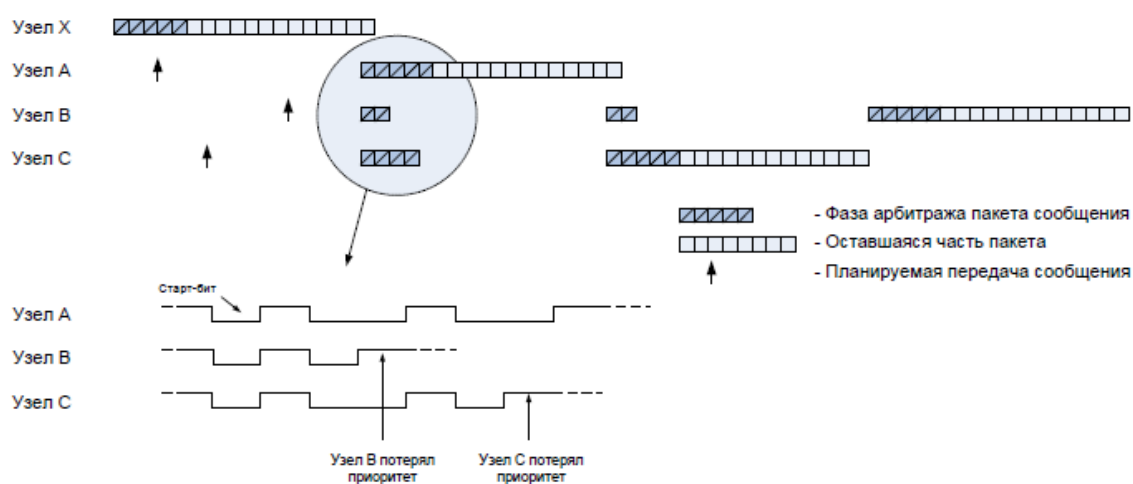 Узел X
Узел A
Узел B
Узел C
- Фаза арбитража пакета сообщения
- Оставшаяся часть пакета
- Планируемая передача сообщения
Старт-бит
Узел A
Узел B
Узел C
Узел B потерял
приоритет
Узел C потерял
приоритет